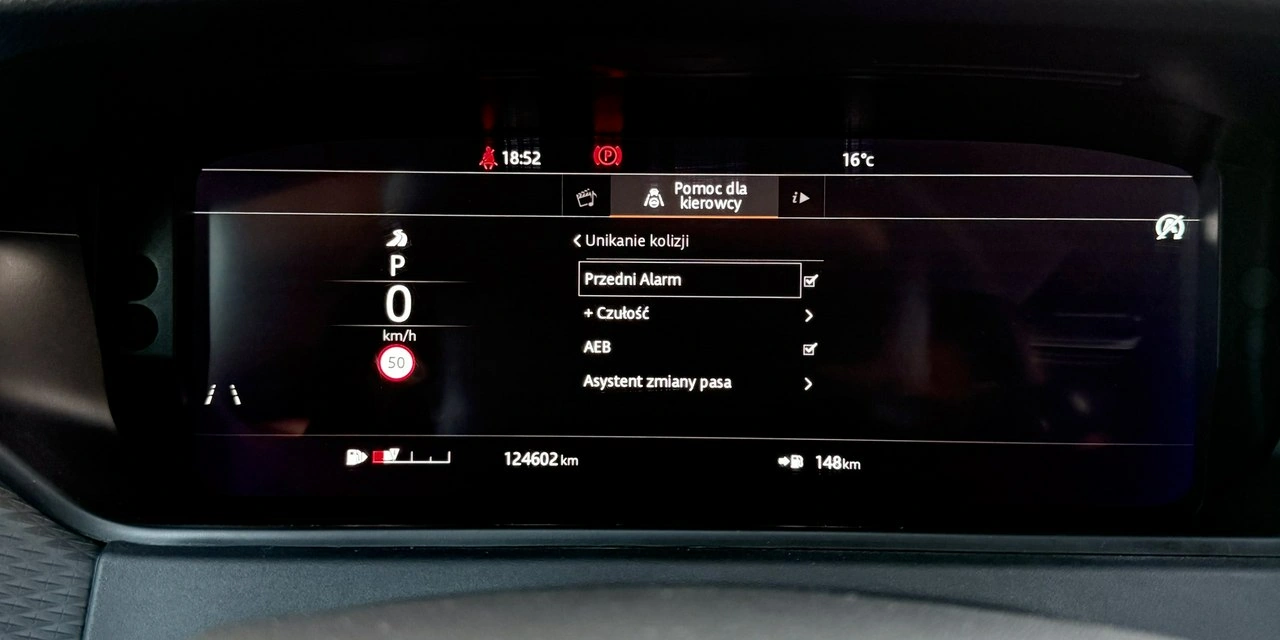 18:52
P
16°c
Pomoc dla
kierowcy
i
Unikanie kolizji
P
Przedni Alarm
0
+ Czułość
km/h
AEB
50
Asystent zmiany pasa
124602 km
148km